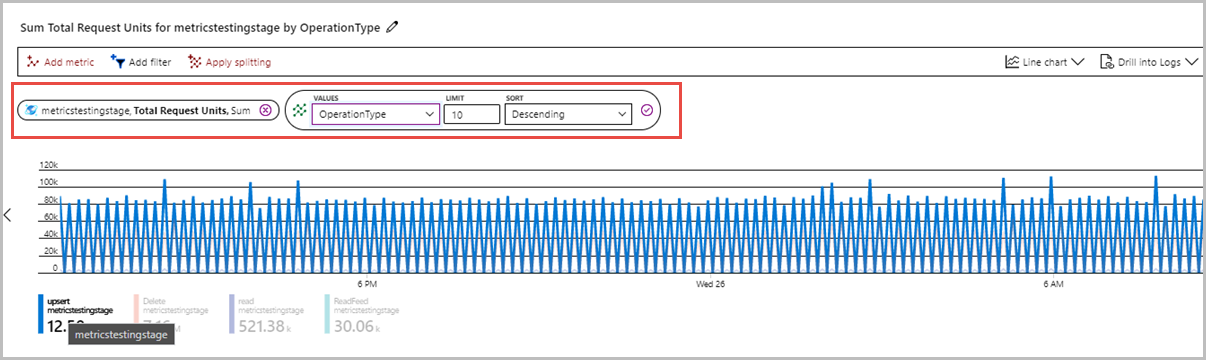 Sum Total Request Units for metricstestingstage by OperationType
Add metric Add filter Apply splitting Line chart Drill into Logs
VALUES LIMIT SORT
metricstestingstage, Total Request Units, Sum OperationType 10 Descending
120k
100k
80k
60k
40k
20k
0
6 PM Wed 26 6 AM
upsert Delete read ReadFeed
metricstestingstage metricstestingstage metricstestingstage metricstestingstage
12.5 M 521.38 k 30.06 k
metricstestingstage